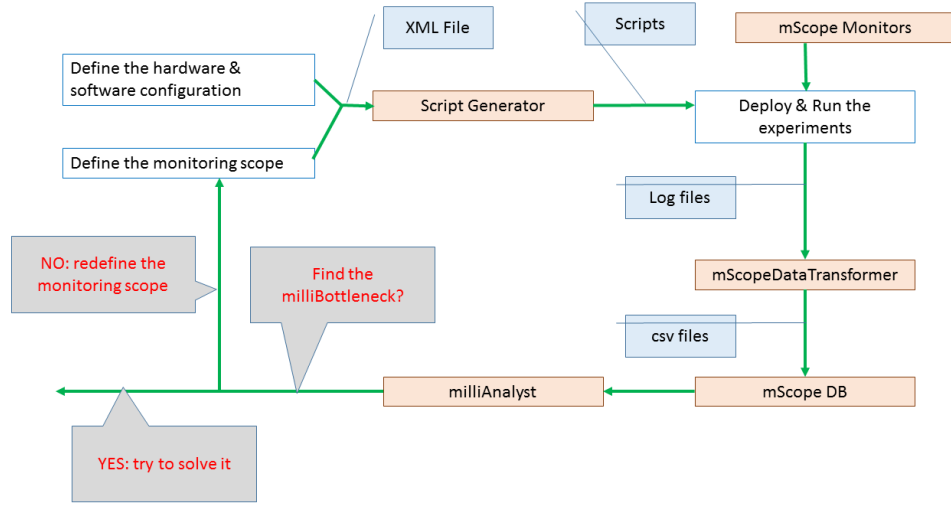 XML File
Scripts
mScope Monitors
Define the hardware &
software configuration
Script Generator
Deploy & Run the
experiments
Define the monitoring scope
Log files
NO: redefine the
monitoring scope
Find the
milliBottleneck?
mScopeDataTransformer
csv files
milliAnalyst
mScope DB
YES: try to solve it